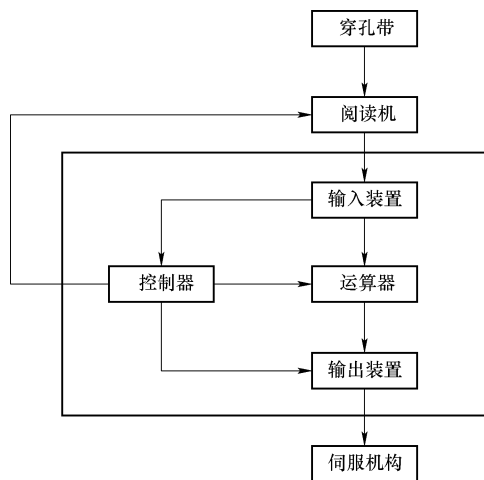 穿孔带
阅读机
输入装置
控制器
运算器
输出装置
伺服机构